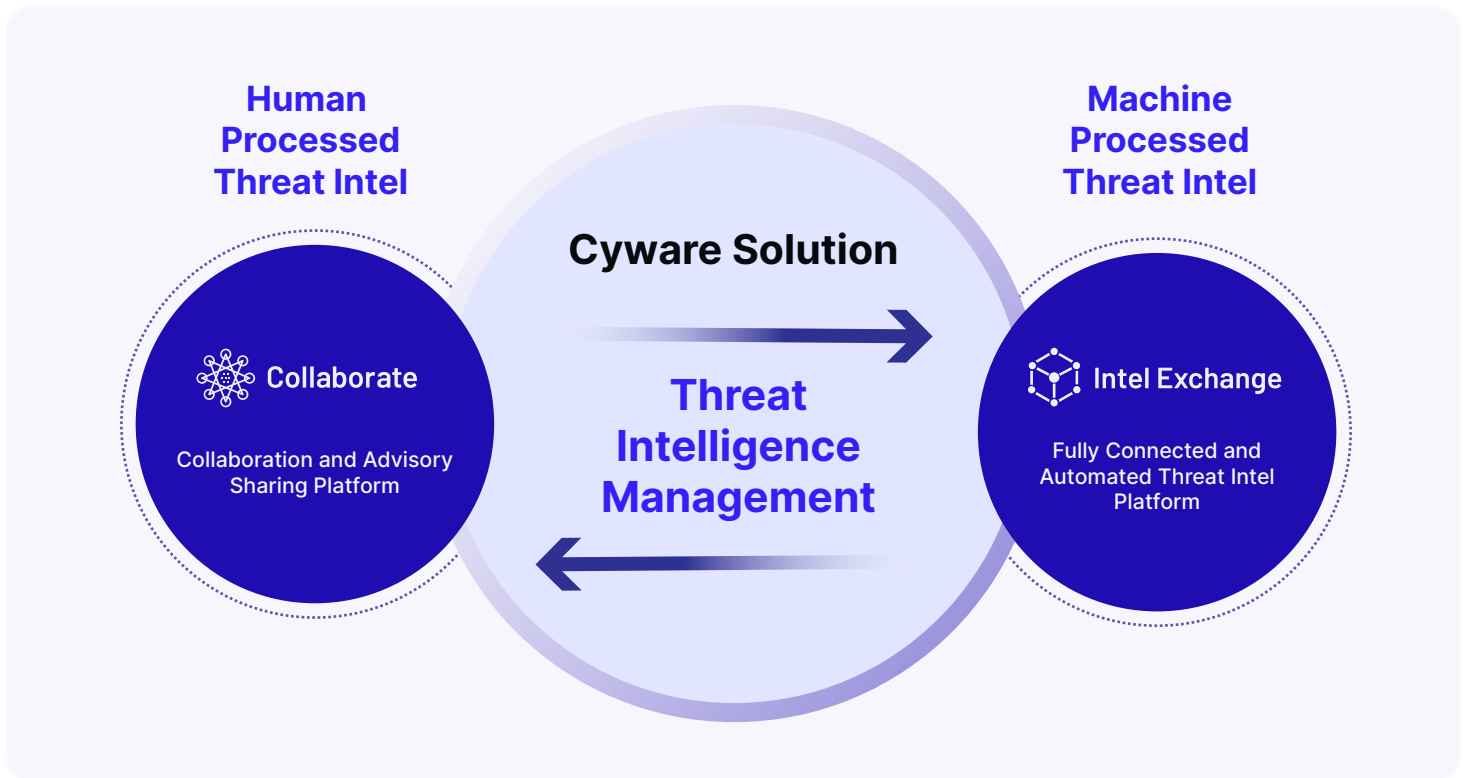 Human
Processed
Threat Intel
Collaborate
Collaboration and Advisory
Sharing Platform
Cyware Solution
Threat
Intelligence
Management
Machine
Processed
Threat Intel
Intel Exchange
Fully Connected and
Automated Threat Intel
Platform